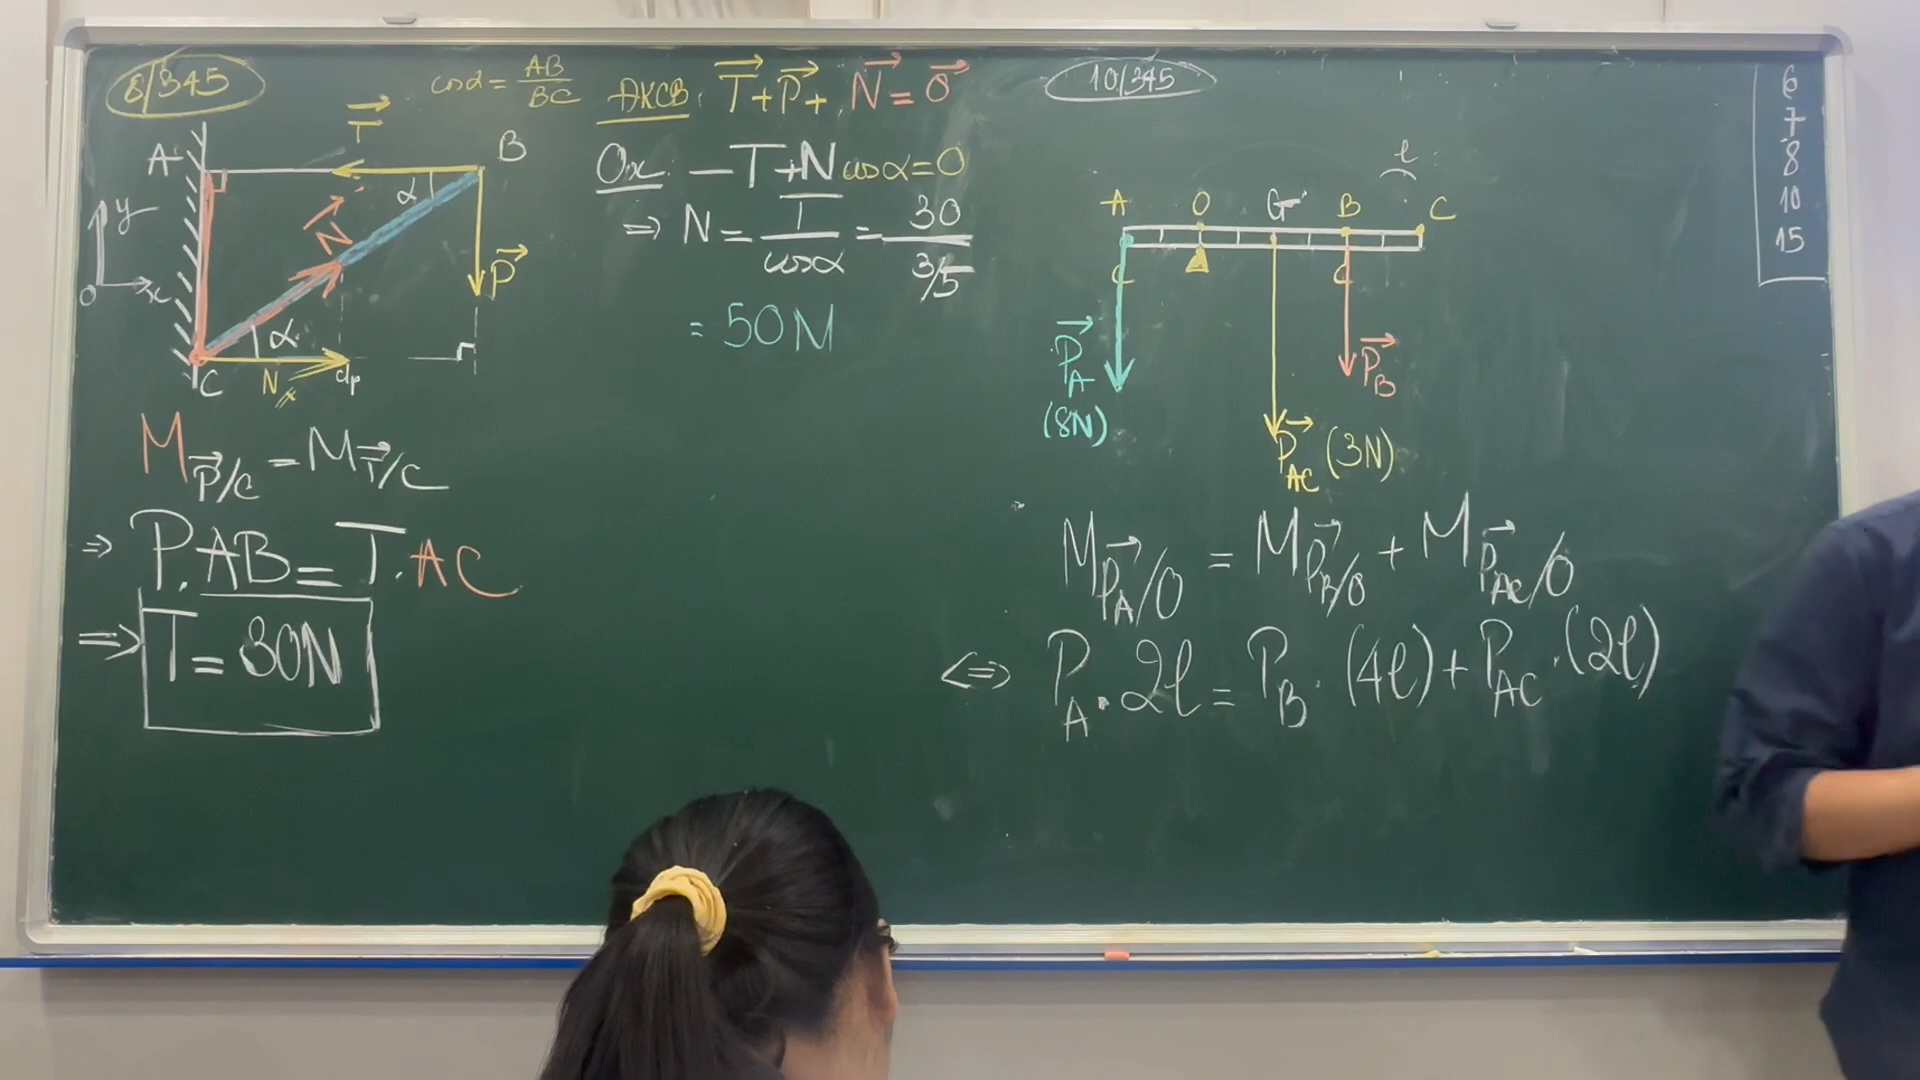 8/345
cosα = AB/BC
ĐKCB: T⃗ + P⃗ + N⃗ = 0⃗
T⃗
A
B
α
N⃗
P⃗
y
O
x
α
C
N
Ox: -T + N cosα = 0
⇒ N = T/cosα = 30/(3/5)
= 50N
M P⃗/C = M T⃗/C
⇒ P.AB = T.AC
⇒ T = 30N
10/345
l
A O G B C
P⃗A
(8N)
P⃗B
P⃗AC (3N)
M P⃗A/O = M P⃗B/O + M P⃗AC/O
⇔ PA.2l = PB.(4l) + PAC.(2l)
6
7
8
10
15